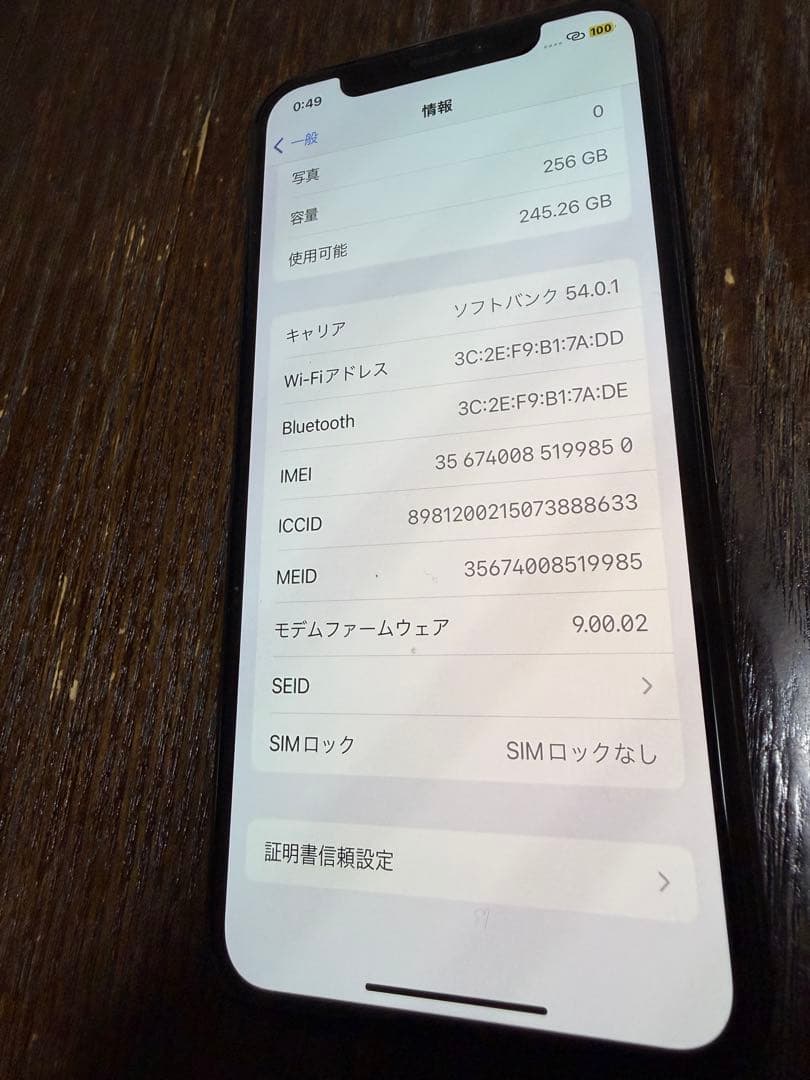 0:49
100
一般
情報
写真 0
容量 256 GB
使用可能 245.26 GB
キャリア ソフトバンク 54.0.1
Wi-Fiアドレス 3C:2E:F9:B1:7A:DD
Bluetooth 3C:2E:F9:B1:7A:DE
IMEI 35 674008 519985 0
ICCID 8981200215073888633
MEID 35674008519985
モデムファームウェア 9.00.02
SEID
SIMロック SIMロックなし
証明書信頼設定